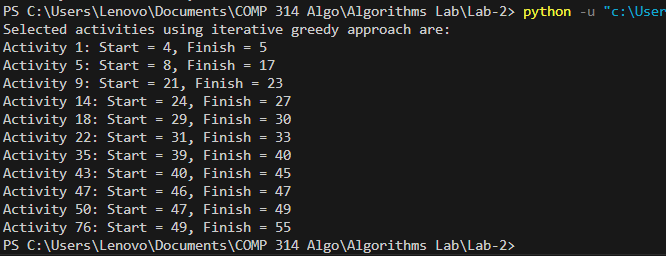 PS C:\Users\Lenovo\Documents\COMP 314 Algo\Algorithms Lab\Lab-2> python -u "c:\User
Selected activities using iterative greedy approach are:
Activity 1: Start = 4, Finish = 5
Activity 5: Start = 8, Finish = 17
Activity 9: Start = 21, Finish = 23
Activity 14: Start = 24, Finish = 27
Activity 18: Start = 29, Finish = 30
Activity 22: Start = 31, Finish = 33
Activity 35: Start = 39, Finish = 40
Activity 43: Start = 40, Finish = 45
Activity 47: Start = 46, Finish = 47
Activity 50: Start = 47, Finish = 49
Activity 76: Start = 49, Finish = 55
PS C:\Users\Lenovo\Documents\COMP 314 Algo\Algorithms Lab\Lab-2>